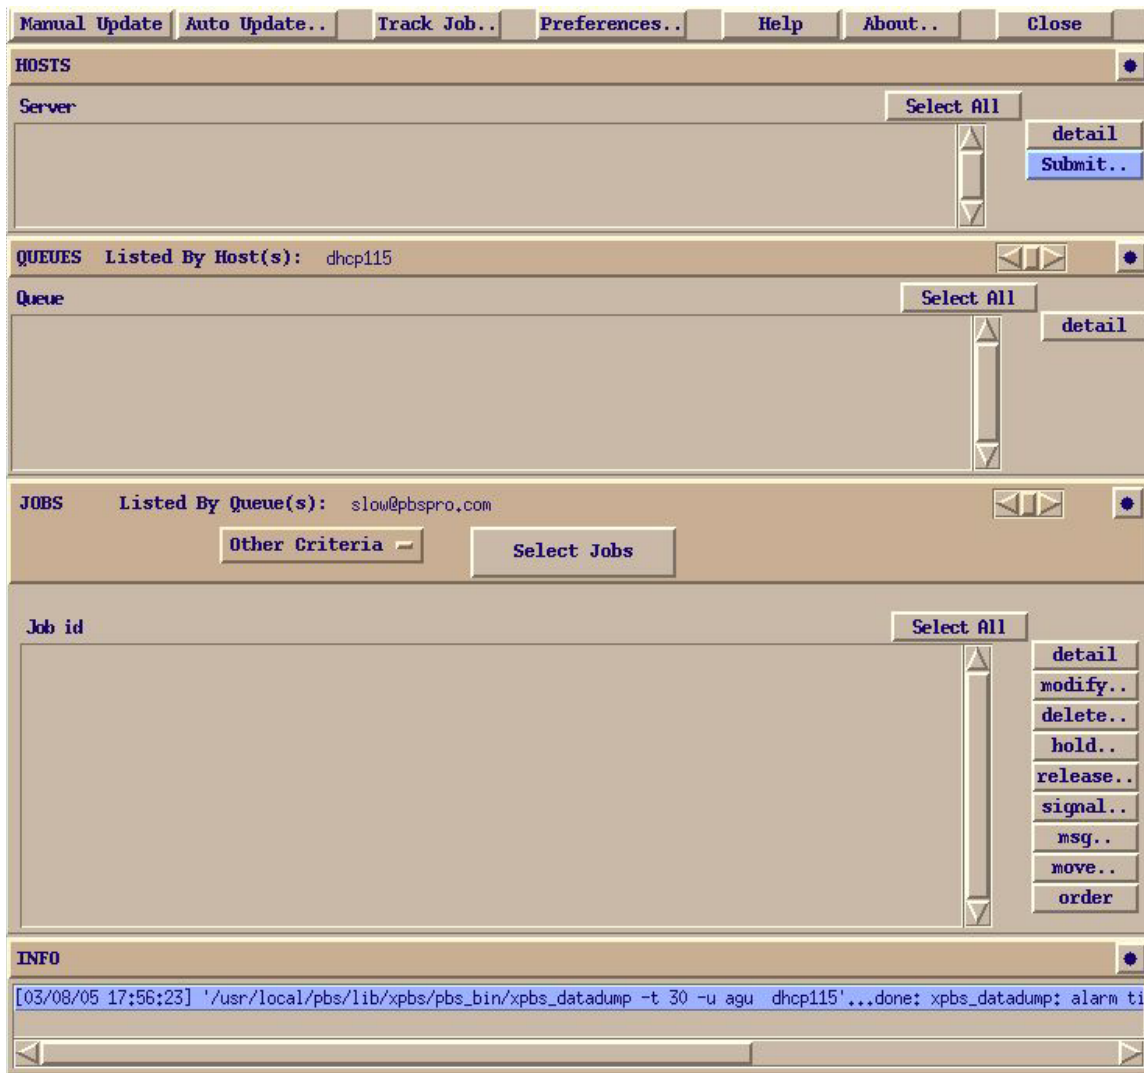 Manual Update Auto Update.. Track Job.. Preferences.. Help About.. Close
HOSTS
Server Select All
detail
Submit..
QUEUES Listed By Host(s): dhcp115
Queue Select All
detail
JOBS Listed By Queue(s): slow@pbspro.com
Other Criteria Select Jobs
Job id Select All
detail
modify..
delete..
hold..
release..
signal..
msg..
move..
order
INFO
[03/08/05 17:56:23] '/usr/local/pbs/lib/xpbs/pbs_bin/xpbs_datadump -t 30 -u agu dhcp115'...done: xpbs_datadump: alarm ti